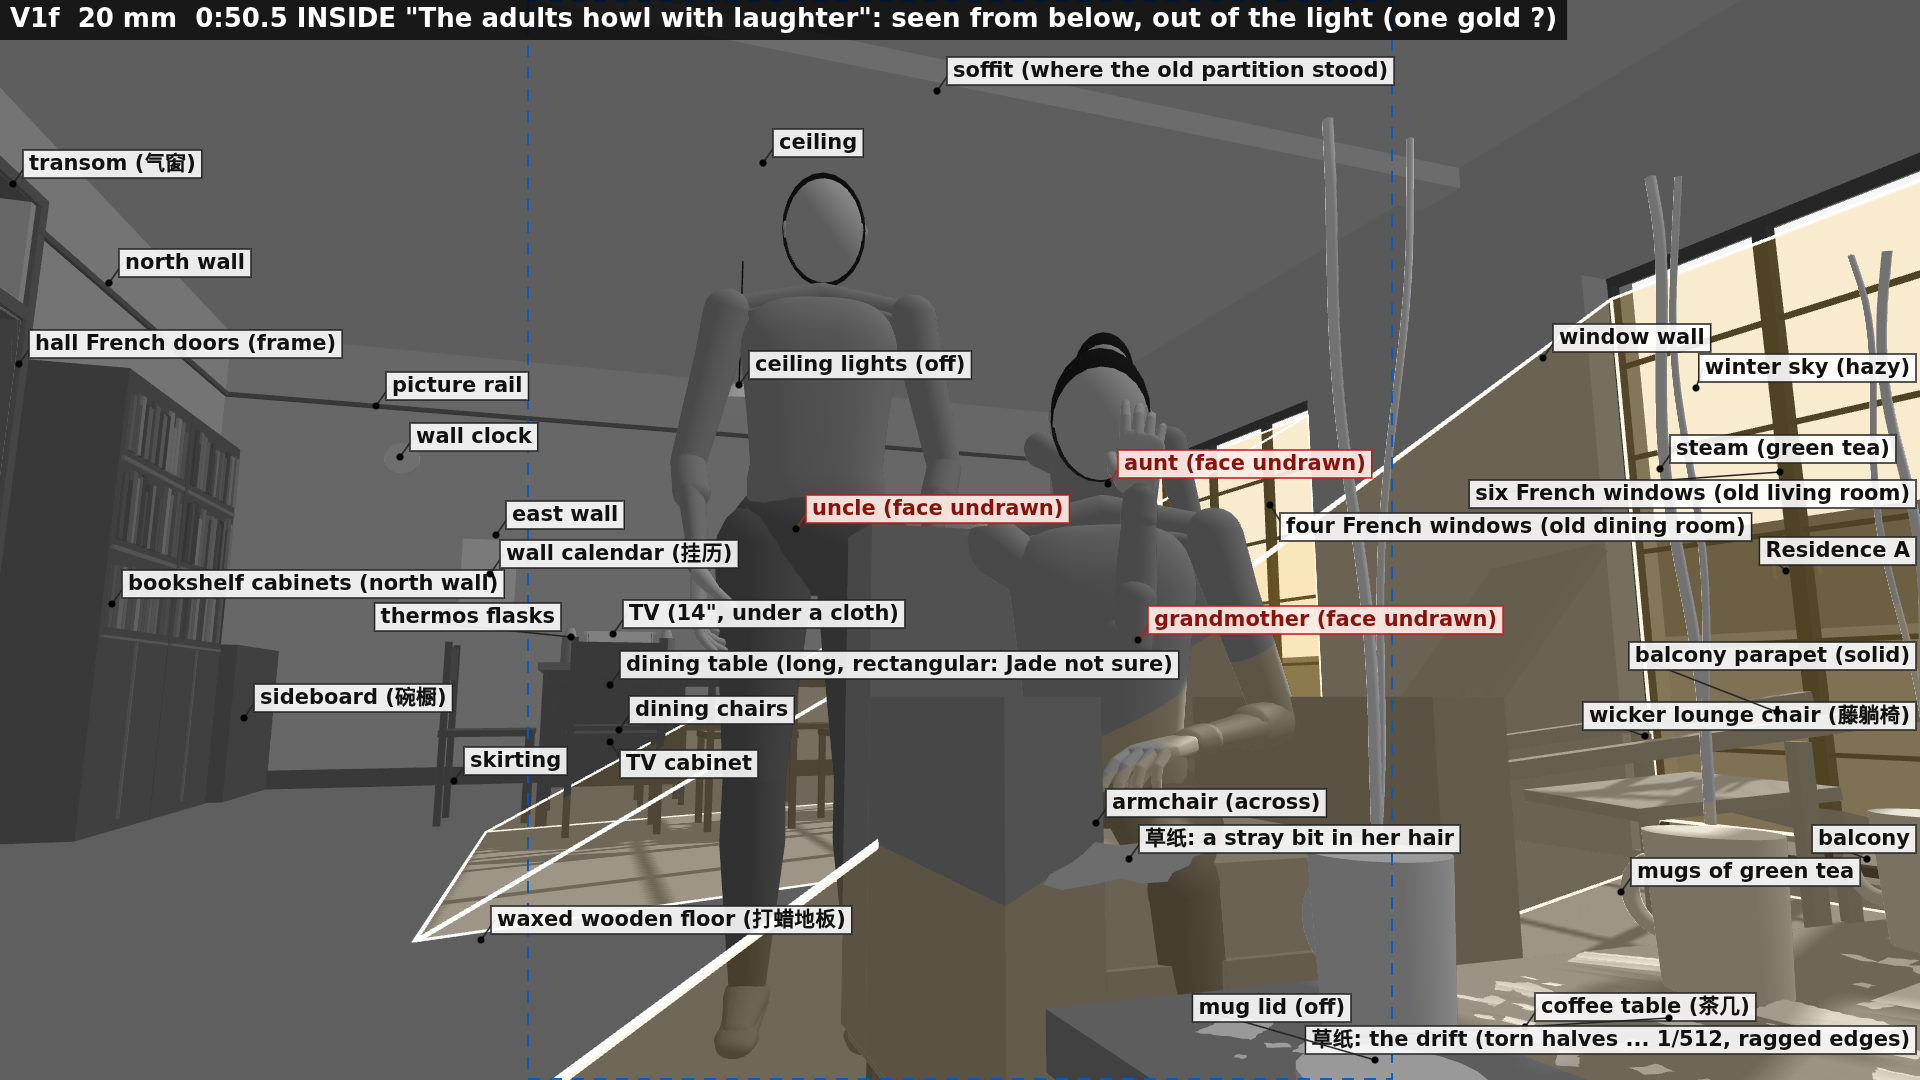 V1f 20 mm 0:50.5 INSIDE "The adults howl with laughter": seen from below, out of the light (one gold ?)
soffit (where the old partition stood)
ceiling
transom (气窗)
north wall
hall French doors (frame)
window wall
ceiling lights (off)
winter sky (hazy)
picture rail
wall clock
steam (green tea)
aunt (face undrawn)
six French windows (old living room)
uncle (face undrawn)
east wall
four French windows (old dining room)
wall calendar (挂历)
Residence A
bookshelf cabinets (north wall)
thermos flasks
TV (14", under a cloth)
grandmother (face undrawn)
balcony parapet (solid)
dining table (long, rectangular: Jade not sure)
sideboard (碗橱)
dining chairs
wicker lounge chair (藤躺椅)
skirting
TV cabinet
armchair (across)
草纸: a stray bit in her hair
balcony
mugs of green tea
waxed wooden floor (打蜡地板)
mug lid (off)
coffee table (茶几)
草纸: the drift (torn halves ... 1/512, ragged edges)